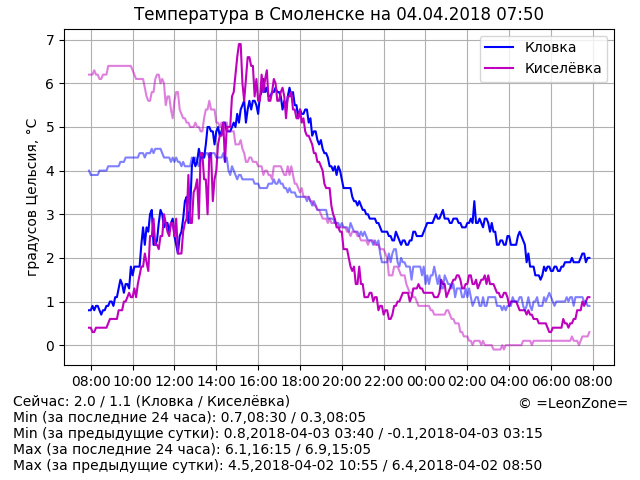 Температура в Смоленске на 04.04.2018 07:50
градусов Цельсия, °C
7
6
5
4
3
2
1
0
Кловка
Киселёвка
08:00 10:00 12:00 14:00 16:00 18:00 20:00 22:00 00:00 02:00 04:00 06:00 08:00
Сейчас: 2.0 / 1.1 (Кловка / Киселёвка)
© =LeonZone=
Min (за последние 24 часа): 0.7,08:30 / 0.3,08:05
Min (за предыдущие сутки): 0.8,2018-04-03 03:40 / -0.1,2018-04-03 03:15
Max (за последние 24 часа): 6.1,16:15 / 6.9,15:05
Max (за предыдущие сутки): 4.5,2018-04-02 10:55 / 6.4,2018-04-02 08:50